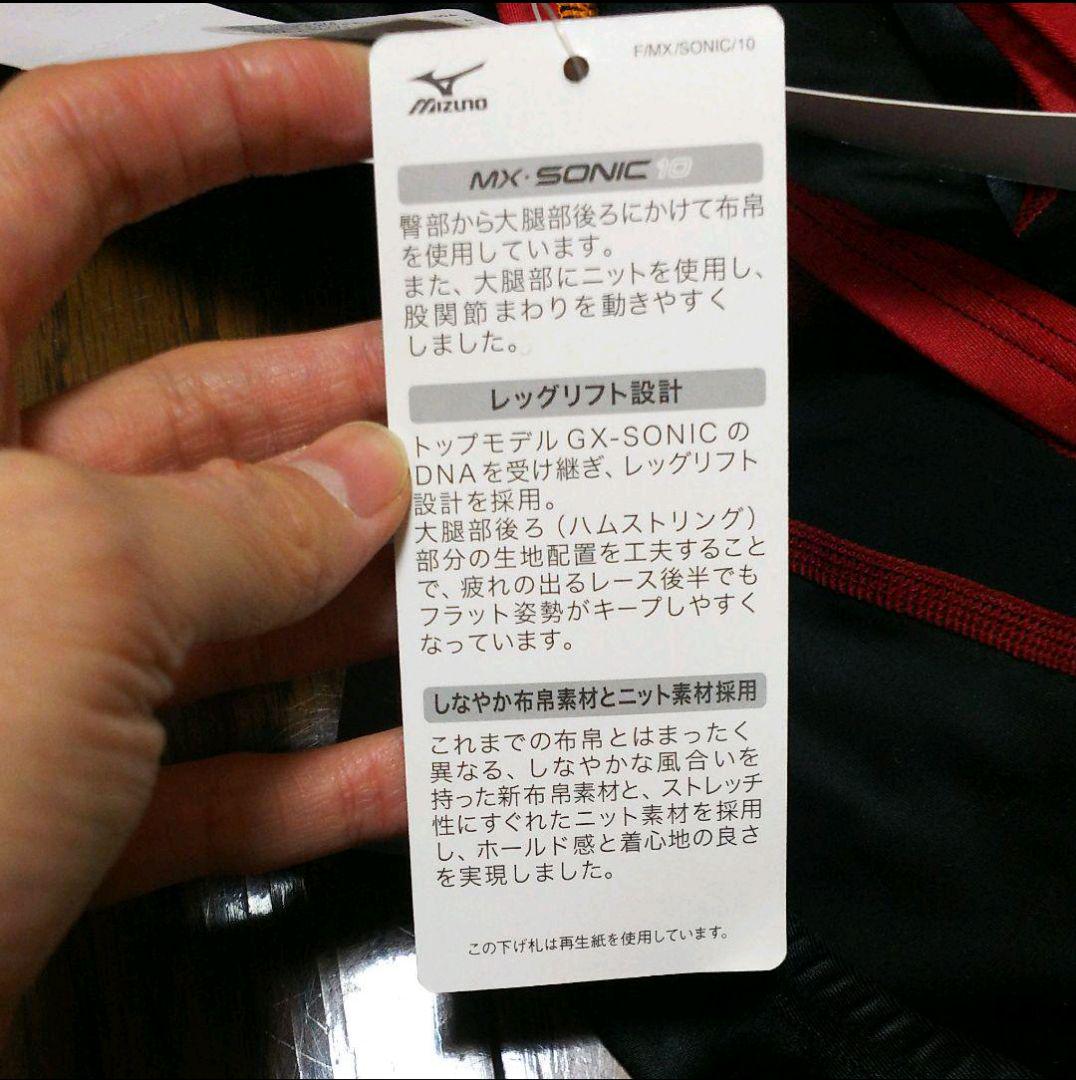 F/MX/SONIC/10
MIZUNO
MX・SONIC 10
臀部から大腿部後ろにかけて布帛
を使用しています。
また、大腿部にニットを使用し、
股関節まわりを動きやすく
しました。
レッグリフト設計
トップモデルGX-SONICの
DNAを受け継ぎ、レッグリフト
設計を採用。
大腿部後ろ（ハムストリング）
部分の生地配置を工夫すること
で、疲れの出るレース後半でも
フラット姿勢がキープしやすく
なっています。
しなやか布帛素材とニット素材採用
これまでの布帛とはまったく
異なる、しなやかな風合いを
持った新布帛素材と、ストレッチ
性にすぐれたニット素材を採用
し、ホールド感と着心地の良さ
を実現しました。
この下げ札は再生紙を使用しています。